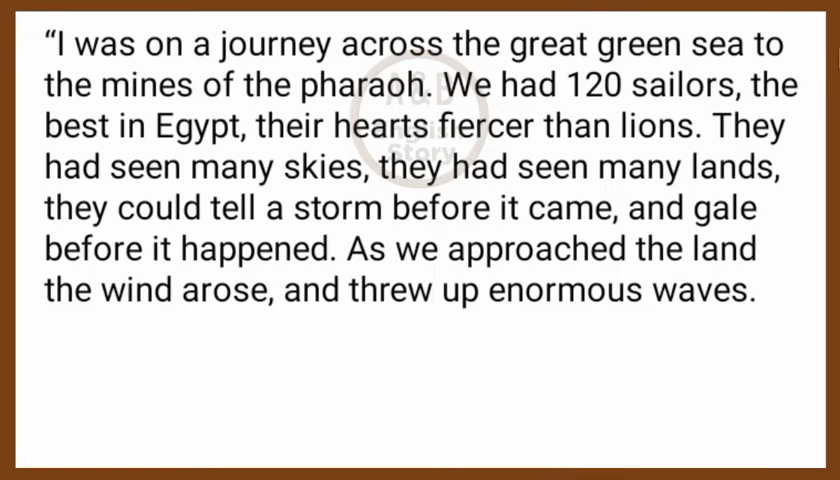 “I was on a journey across the great green sea to
the mines of the pharaoh. We had 120 sailors, the
best in Egypt, their hearts fiercer than lions. They
had seen many skies, they had seen many lands,
they could tell a storm before it came, and gale
before it happened. As we approached the land
the wind arose, and threw up enormous waves.
A&B
English
Story